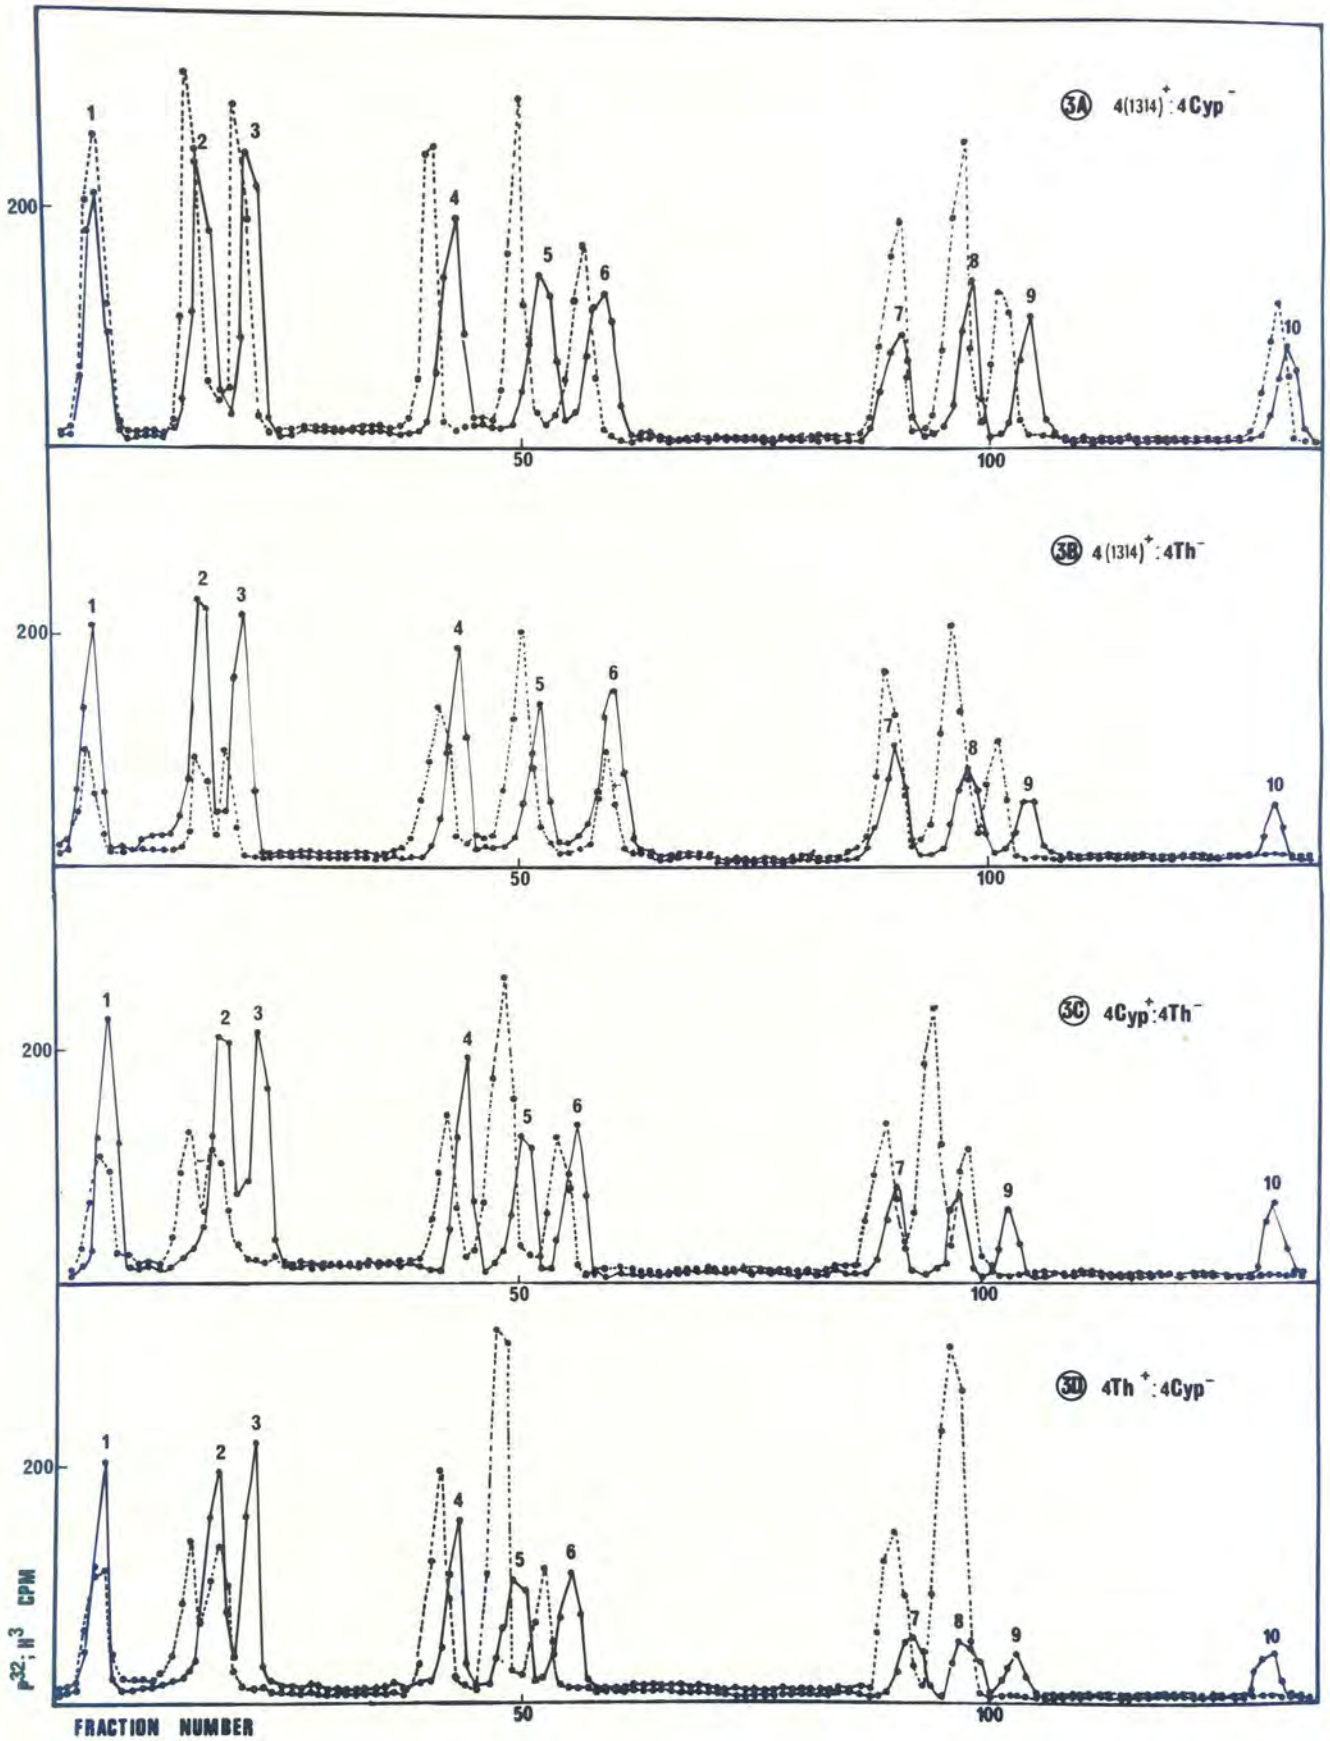 3A 4(1314)+:4Cyp-
1 2 3 4 5 6 7 8 9 10
200
50 100
3B 4(1314)+:4Th-
1 2 3 4 5 6 7 8 9 10
200
50 100
3C 4Cyp+:4Th-
1 2 3 4 5 6 7 9 10
200
50 100
3D 4Th+:4Cyp-
1 2 3 4 5 6 7 8 9 10
200
50 100
P32; H3 CPM
FRACTION NUMBER